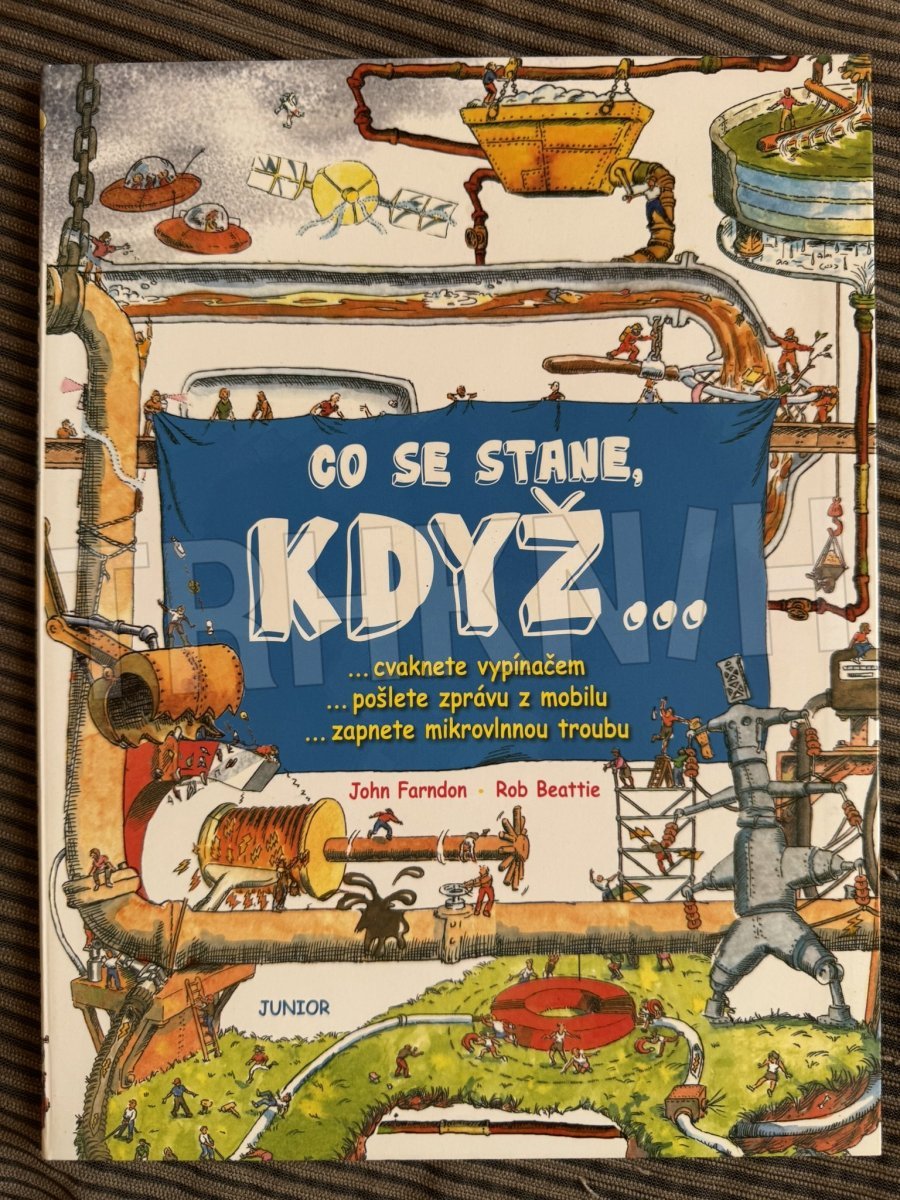 CO SE STANE,
KDYŽ...
...cvaknete vypínačem
...pošlete zprávu z mobilu
...zapnete mikrovlnnou troubu
John Farndon · Rob Beattie
JUNIOR